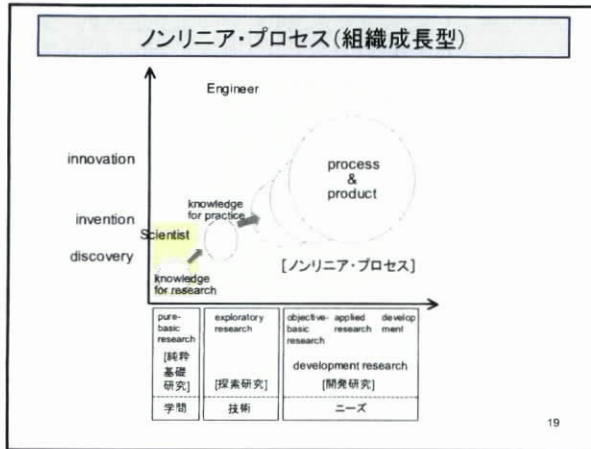 ノンリニア・プロセス(組織成長型)
Engineer
innovation
invention
discovery
process
&
product
knowledge
for practice
Scientist
knowledge
for research
[ノンリニア・プロセス]
pure-
basic
research
[純粋
基礎
研究]
学問
exploratory
research
[探素研究]
技術
objective-
basic
research
applied
research
develop
ment
development research
[開発研究]
ニーズ
19